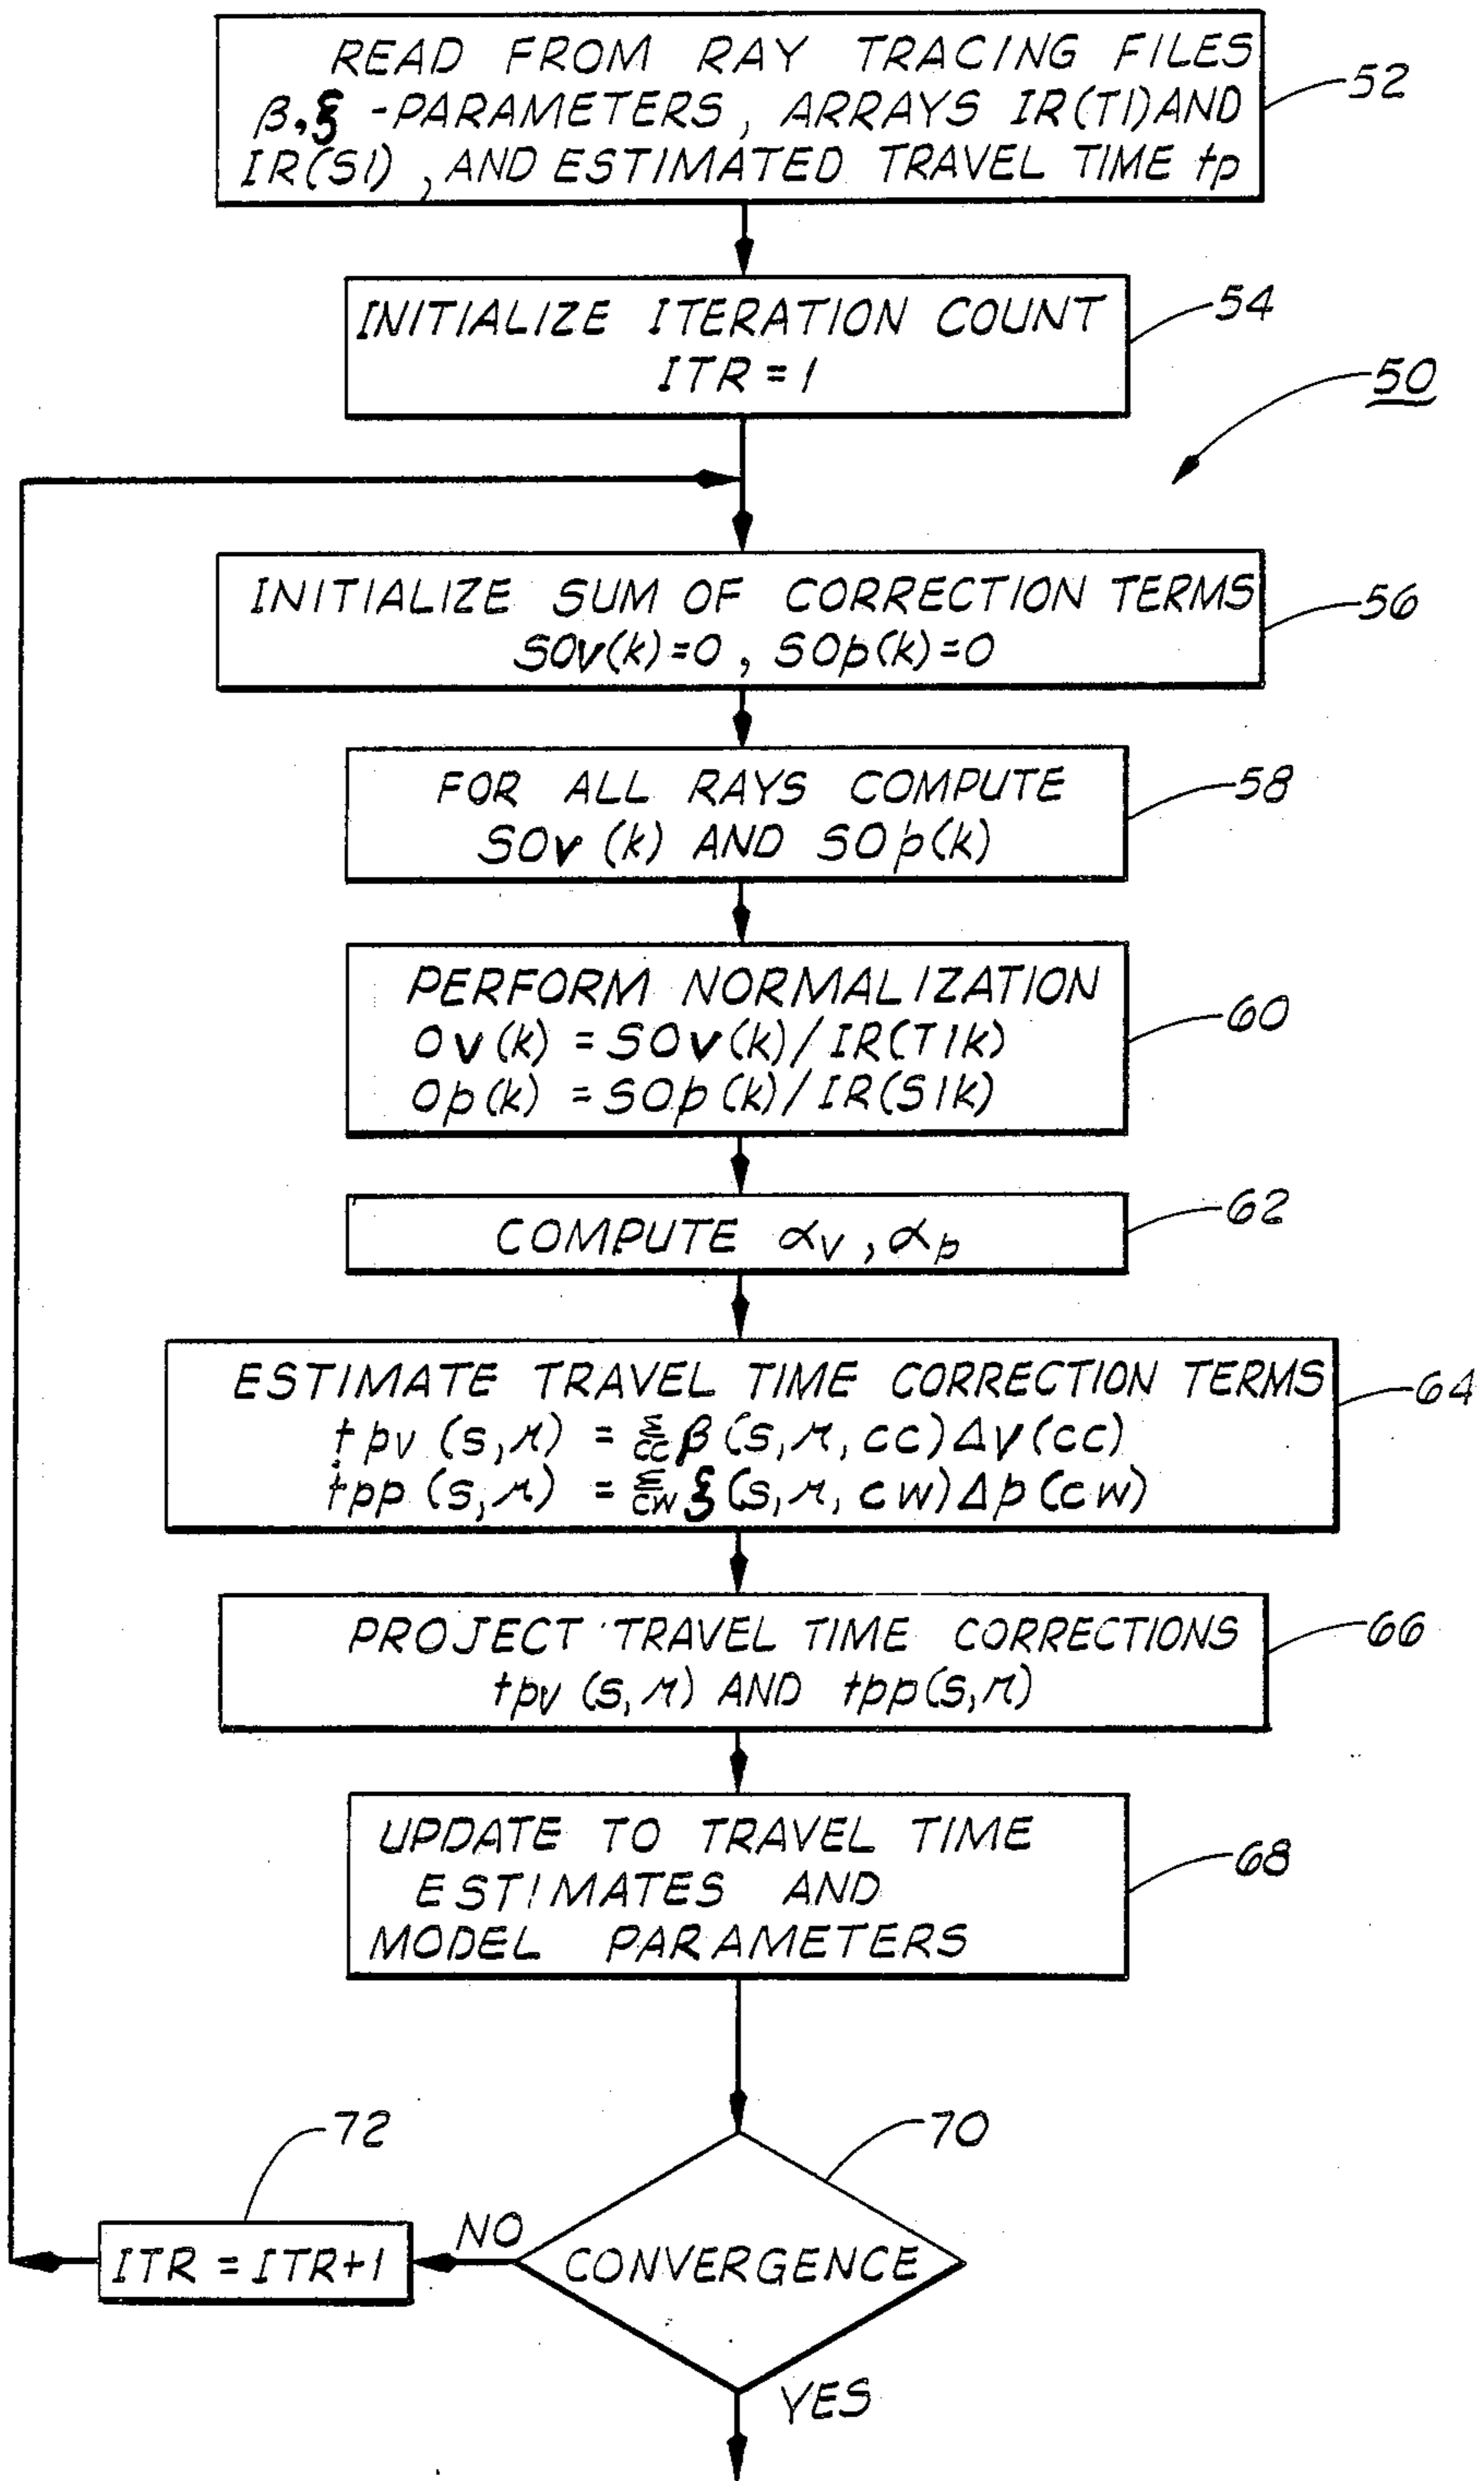 READ FROM RAY TRACING FILES
β,ξ -PARAMETERS, ARRAYS IR(T1) AND
IR(S1), AND ESTIMATED TRAVEL TIME tp
52
INITIALIZE ITERATION COUNT
ITR = 1
54
50
INITIALIZE SUM OF CORRECTION TERMS
SOv(k)=0, SOp(k)=0
56
FOR ALL RAYS COMPUTE
SOv (k) AND SOp(k)
58
PERFORM NORMALIZATION
Ov(k) = SOv(k)/IR(T1k)
Op(k) = SOp(k)/IR(S1k)
60
COMPUTE αv, αp
62
ESTIMATE TRAVEL TIME CORRECTION TERMS
tpv (s,r) = Σcc β(s,r,cc)Δv(cc)
tpp (s,r) = Σcw ξ(s,r,cw)Δp(cw)
64
PROJECT TRAVEL TIME CORRECTIONS
tpv (s,r) AND tpp(s,r)
66
UPDATE TO TRAVEL TIME
ESTIMATES AND
MODEL PARAMETERS
68
70
72
NO
ITR = ITR+1
CONVERGENCE
YES